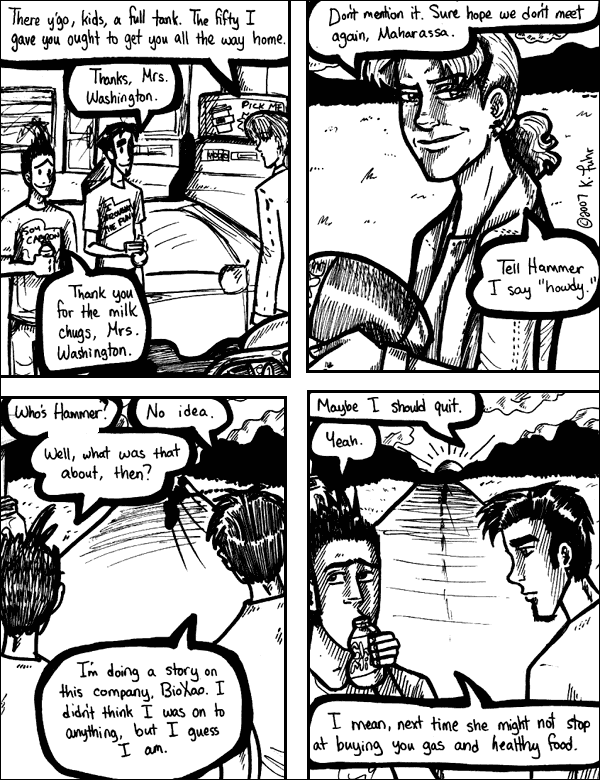 There y'go, kids, a full tank. The fifty I
gave you ought to get you all the way home.
Thanks, Mrs.
Washington.
PICK ME
SOY
Thank you
for the milk
chugs, Mrs.
Washington.
Don't mention it. Sure hope we don't meet
again, Maharassa.
©2007 K. Fuhr
Tell Hammer
I say "howdy."
Who's Hammer?
No idea.
Well, what was that
about, then?
I'm doing a story on
this company, BioXao. I
didn't think I was on to
anything, but I guess
I am.
Maybe I should quit.
Yeah.
I mean, next time she might not stop
at buying you gas and healthy food.